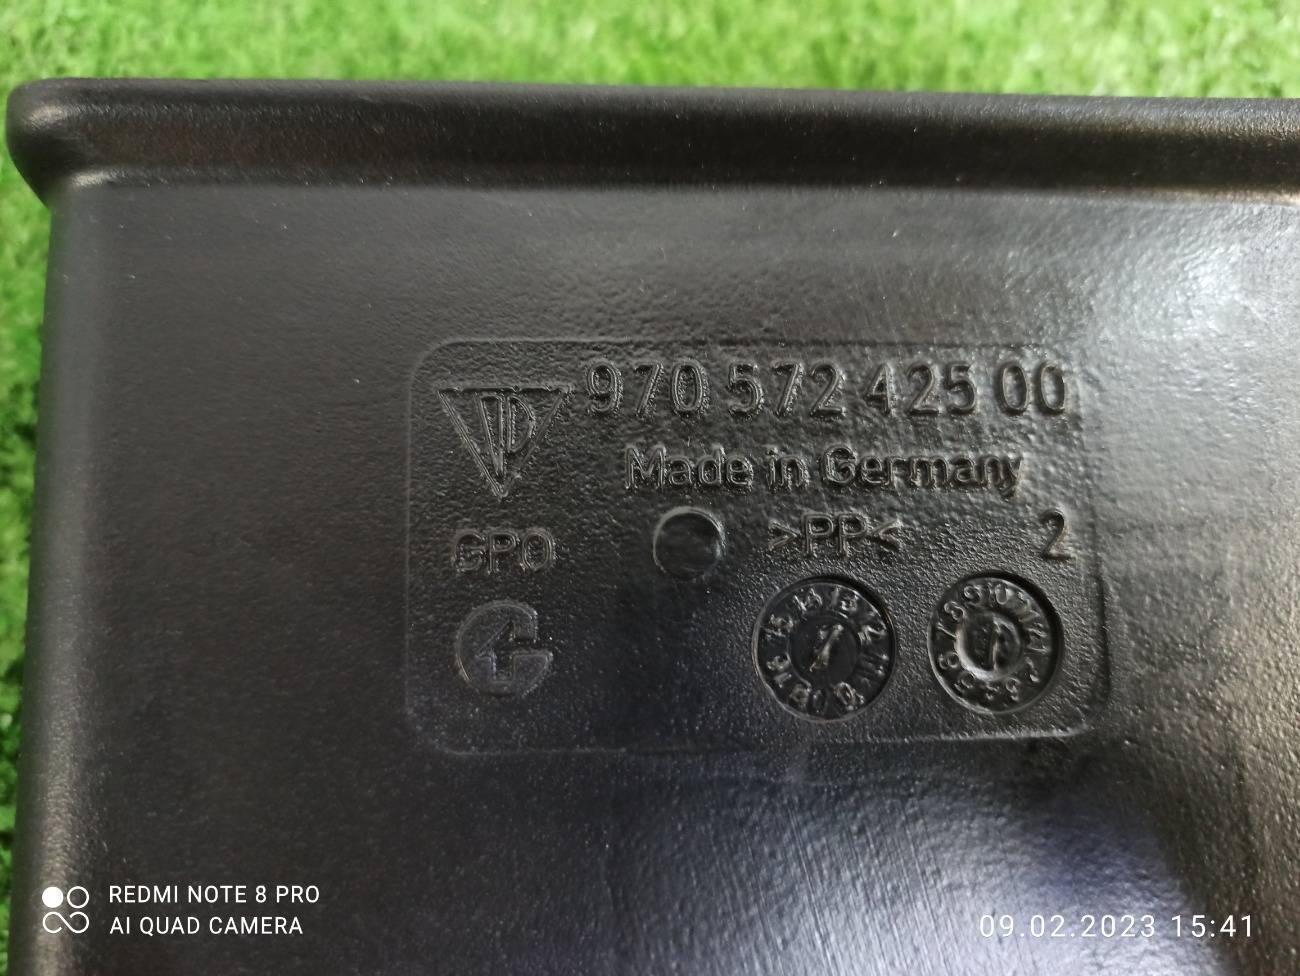 970 572 425 00
Made in Germany
GPO >PP< 2
REDMI NOTE 8 PRO
AI QUAD CAMERA
09.02.2023 15:41